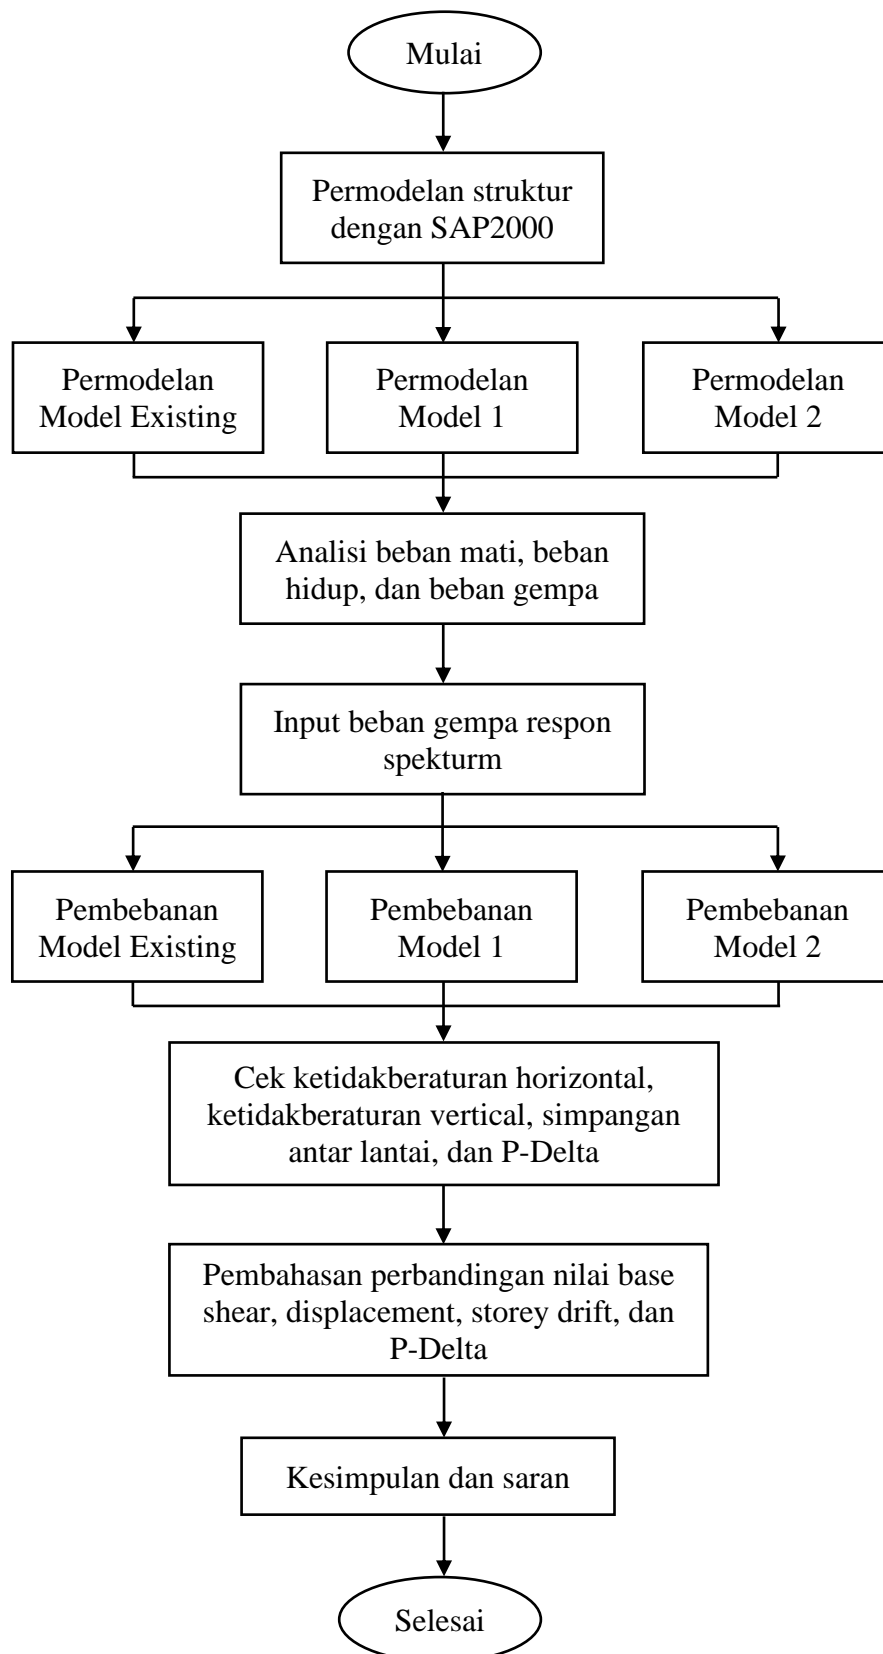 Mulai
Permodelan struktur
dengan SAP2000
Permodelan
Model Existing
Permodelan
Model 1
Permodelan
Model 2
Analisi beban mati, beban
hidup, dan beban gempa
Input beban gempa respon
spekturm
Pembebanan
Model Existing
Pembebanan
Model 1
Pembebanan
Model 2
Cek ketidakberaturan horizontal,
ketidakberaturan vertical, simpangan
antar lantai, dan P-Delta
Pembahasan perbandingan nilai base
shear, displacement, storey drift, dan
P-Delta
Kesimpulan dan saran
Selesai